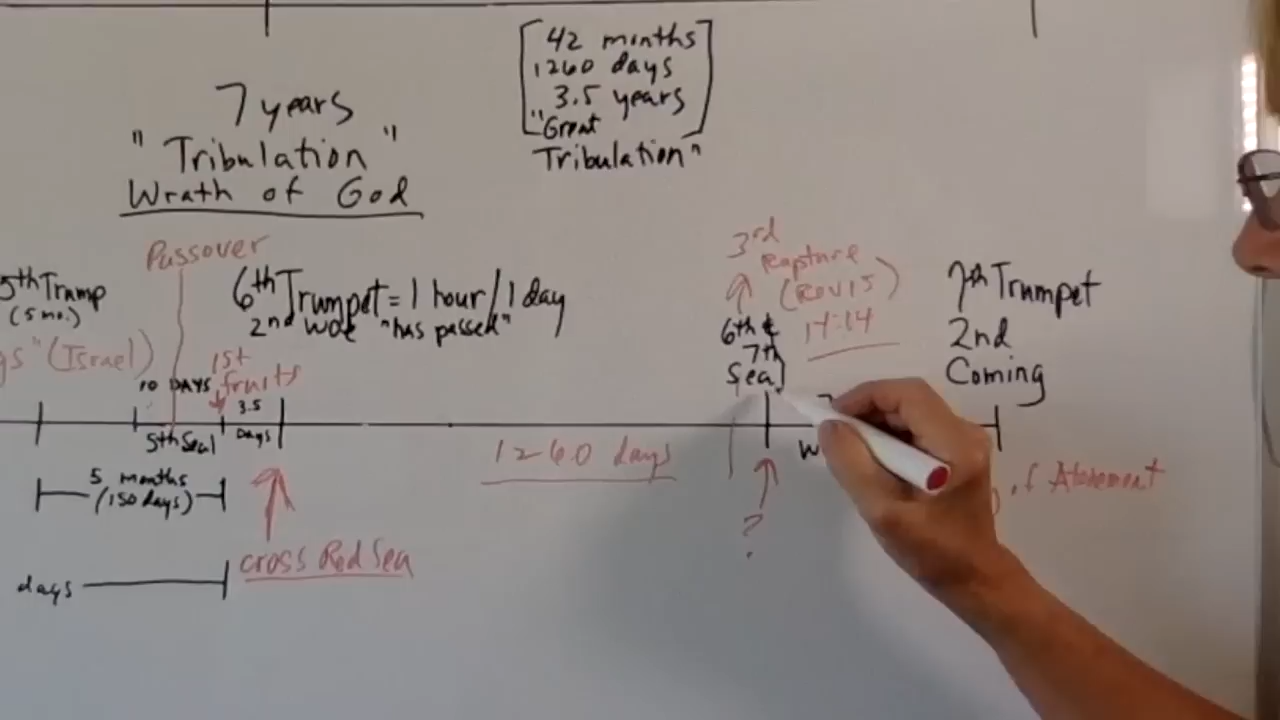 42 months
1260 days
3.5 years
"Great
Tribulation"
7 years
"Tribulation"
Wrath of God
Passover
5th Trump
(5 mo.)
(Israel)
6th Trumpet = 1 hour / 1 day
2nd woe "has passed"
10 DAYS
1st
fruits
3.5
Days
5th Seal
5 months
(150 days)
days
cross Red Sea
1260 days
3rd
Rapture
(Rev 15)
14:14
6th &
7th
Seal
?
7th Trumpet
2nd
Coming
of Atonement